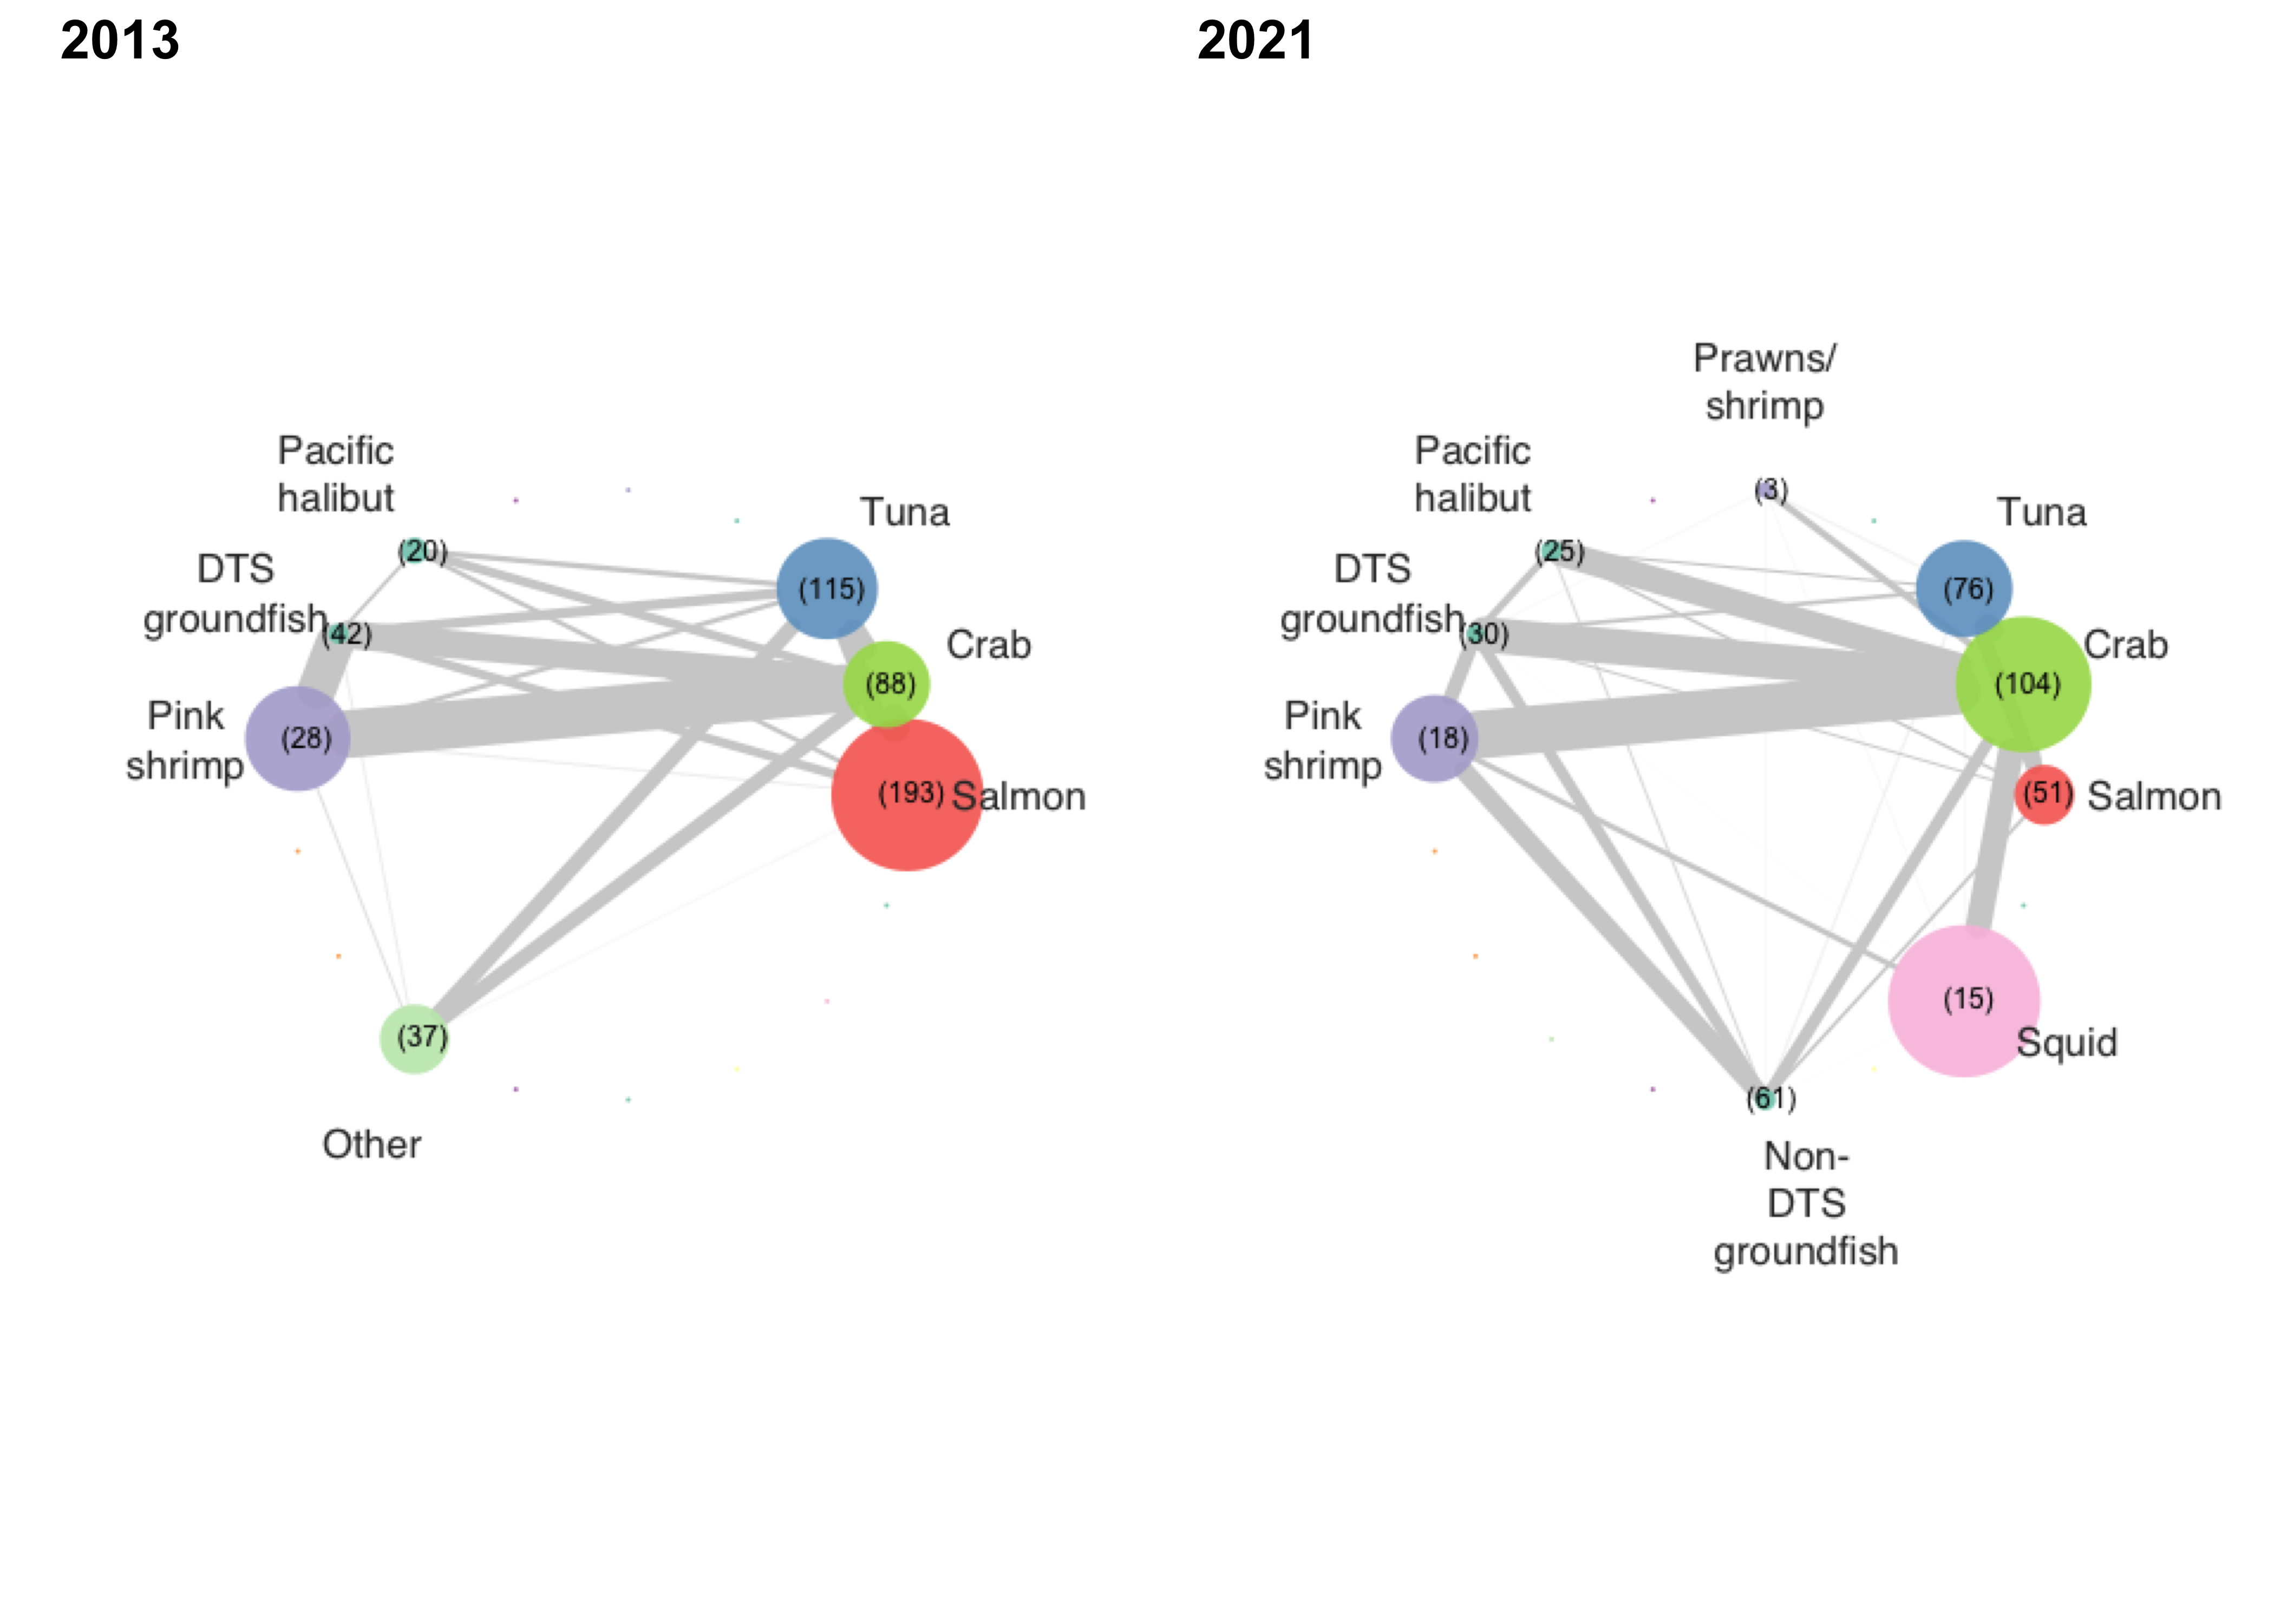 2013
Pacific
halibut
(20)
DTS
groundfish
(42)
Pink
shrimp
(28)
Tuna
(115)
Crab
(88)
(193) Salmon
(37)
Other
2021
Prawns/
shrimp
(3)
Pacific
halibut
(25)
DTS
groundfish
(30)
Pink
shrimp
(18)
Tuna
(76)
Crab
(104)
(51) Salmon
(15)
Squid
(61)
Non-
DTS
groundfish